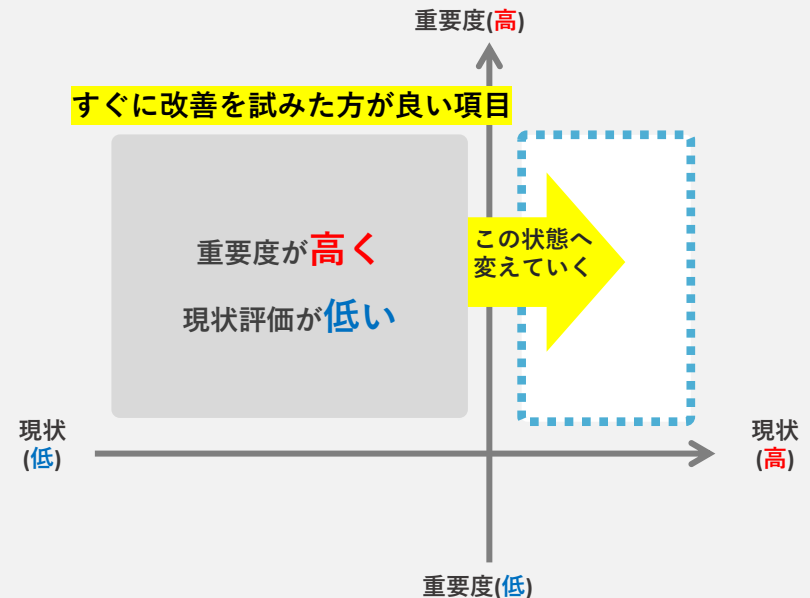 重要度(高)
すぐに改善を試みた方が良い項目
重要度が高く
現状評価が低い
この状態へ
変えていく
現状
(低)
現状
(高)
重要度(低)